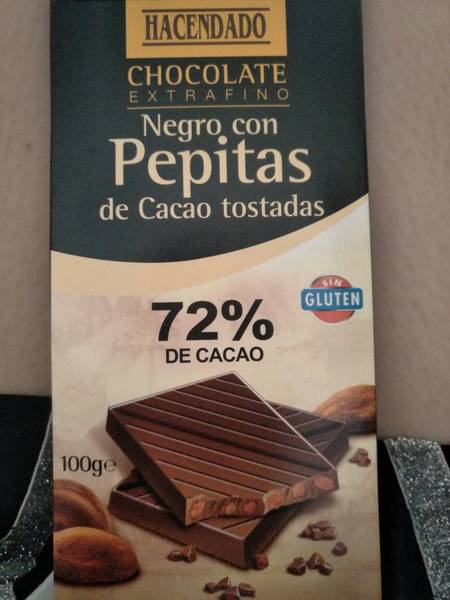 HACENDADO
CHOCOLATE
EXTRAFINO
Negro con
Pepitas
de Cacao tostadas
SIN
GLUTEN
72%
DE CACAO
100g℮